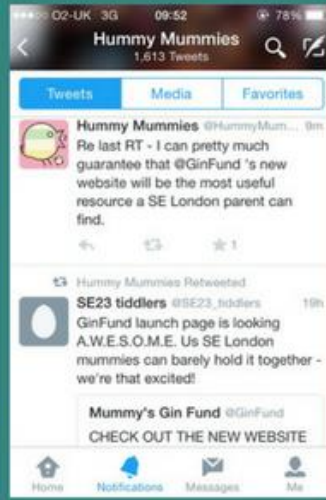 O2-UK 3G 09:52 78%
Hummy Mummies
1,613 Tweets
Tweets Media Favorites
Hummy Mummies @HummyMum... 9m
Re last RT - I can pretty much
guarantee that @GinFund 's new
website will be the most useful
resource a SE London parent can
find.
1
Hummy Mummies Retweeted
SE23 tiddlers @SE23_tiddlers 19h
GinFund launch page is looking
A.W.E.S.O.M.E. Us SE London
mummies can barely hold it together -
we're that excited!
Mummy's Gin Fund @GinFund
CHECK OUT THE NEW WEBSITE
Home Notifications Messages Me